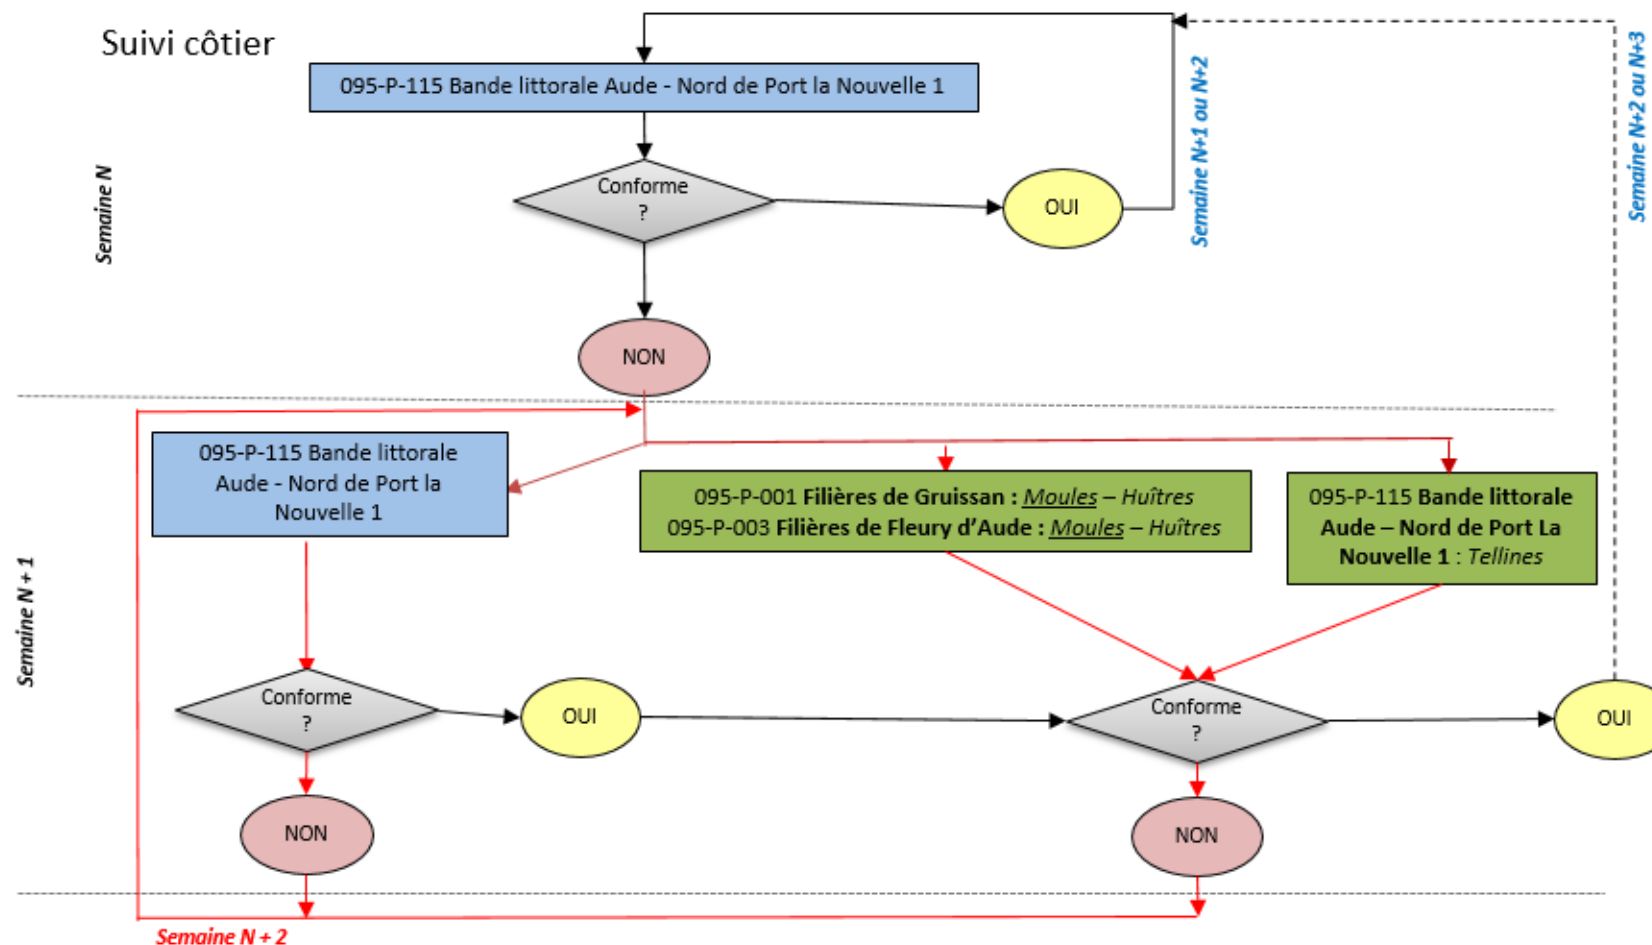 Suivi côtier
095-P-115 Bande littorale Aude - Nord de Port la Nouvelle 1
Semaine N
Conforme
?
OUI
Semaine N+1 ou N+2
Semaine N+2 ou N+3
NON
095-P-115 Bande littorale
Aude - Nord de Port la
Nouvelle 1
095-P-001 Filières de Gruissan : Moules – Huîtres
095-P-003 Filières de Fleury d’Aude : Moules – Huîtres
095-P-115 Bande littorale
Aude – Nord de Port La
Nouvelle 1 : Tellines
Semaine N + 1
Conforme
?
OUI
Conforme
?
OUI
NON
NON
Semaine N + 2